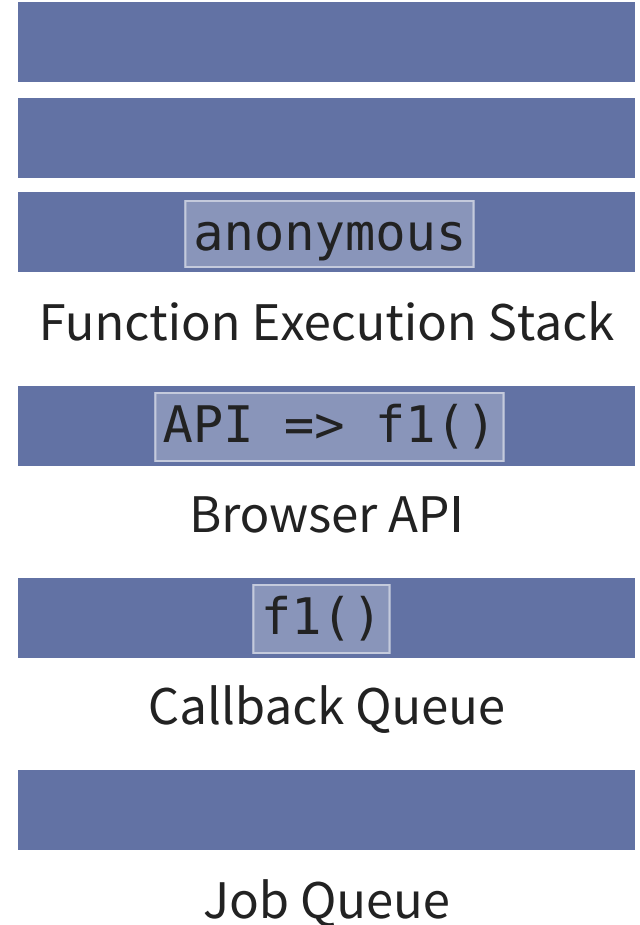 anonymous
Function Execution Stack
API => f1()
Browser API
f1()
Callback Queue
Job Queue